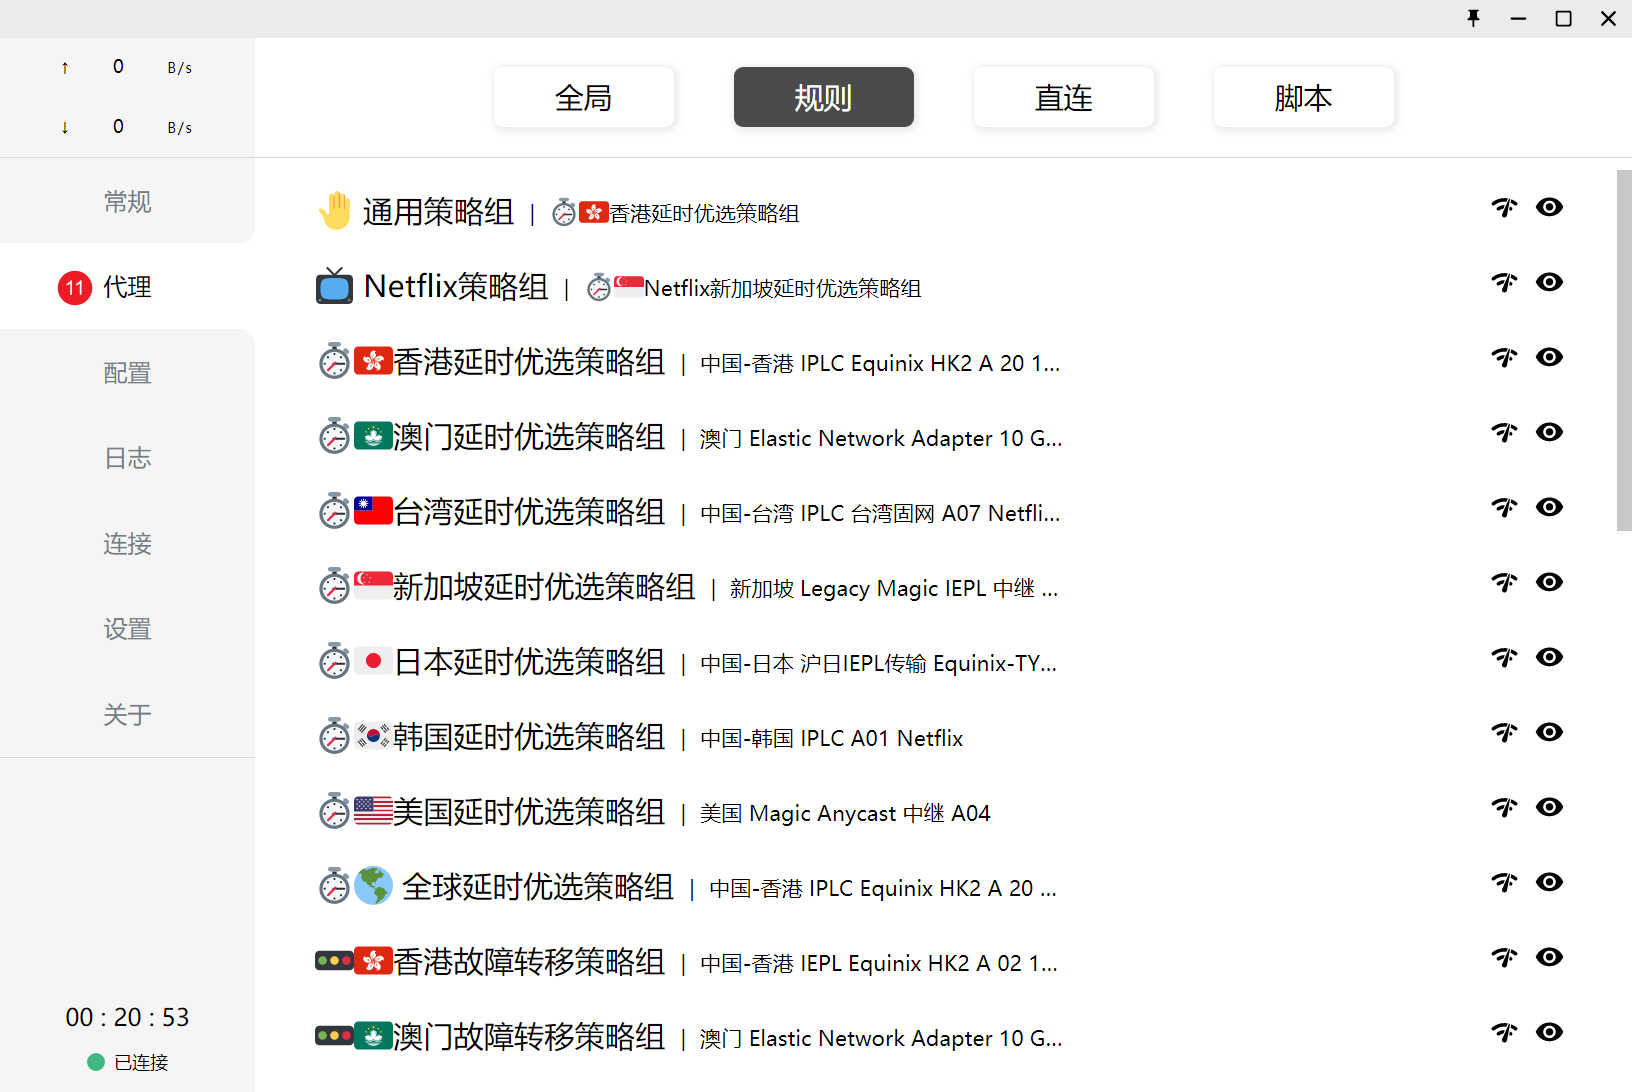 ↑ 0 B/s
↓ 0 B/s
常规
11 代理
配置
日志
连接
设置
关于
00 : 20 : 53
已连接
全局 规则 直连 脚本
通用策略组 | 香港延时优选策略组
Netflix策略组 | Netflix新加坡延时优选策略组
香港延时优选策略组 | 中国-香港 IPLC Equinix HK2 A 20 1...
澳门延时优选策略组 | 澳门 Elastic Network Adapter 10 G...
台湾延时优选策略组 | 中国-台湾 IPLC 台湾固网 A07 Netfli...
新加坡延时优选策略组 | 新加坡 Legacy Magic IEPL 中继 ...
日本延时优选策略组 | 中国-日本 沪日IEPL传输 Equinix-TY...
韩国延时优选策略组 | 中国-韩国 IPLC A01 Netflix
美国延时优选策略组 | 美国 Magic Anycast 中继 A04
全球延时优选策略组 | 中国-香港 IPLC Equinix HK2 A 20 ...
香港故障转移策略组 | 中国-香港 IEPL Equinix HK2 A 02 1...
澳门故障转移策略组 | 澳门 Elastic Network Adapter 10 G...